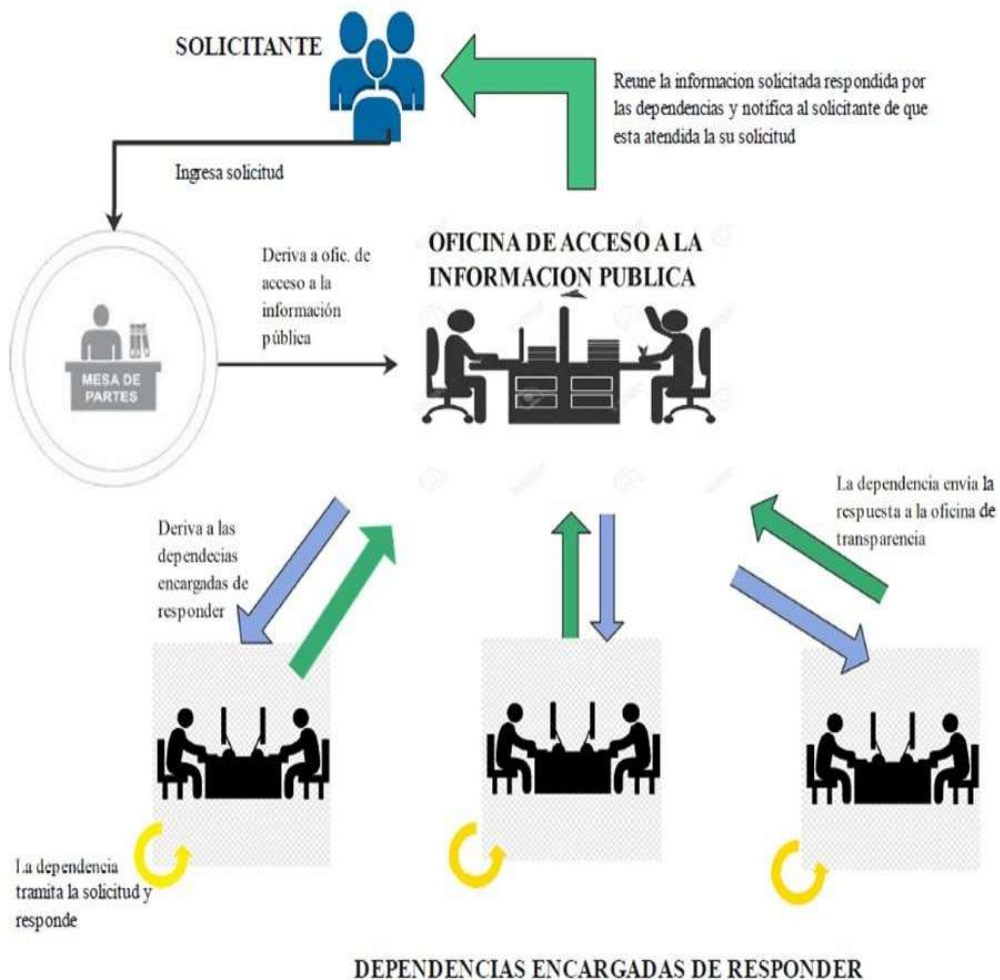 SOLICITANTE
Reune la informacion solicitada respondida por
las dependencias y notifica al solicitante de que
esta atendida la su solicitud
Ingresa solicitud
Deriva a ofic. de
acceso a la
información
pública
OFICINA DE ACCESO A LA
INFORMACION PUBLICA
MESA DE
PARTES
Deriva a las
dependecias
encargadas de
responder
La dependencia envía la
respuesta a la oficina de
transparencia
La dependencia
tramita la solicitud y
responde
DEPENDENCIAS ENCARGADAS DE RESPONDER